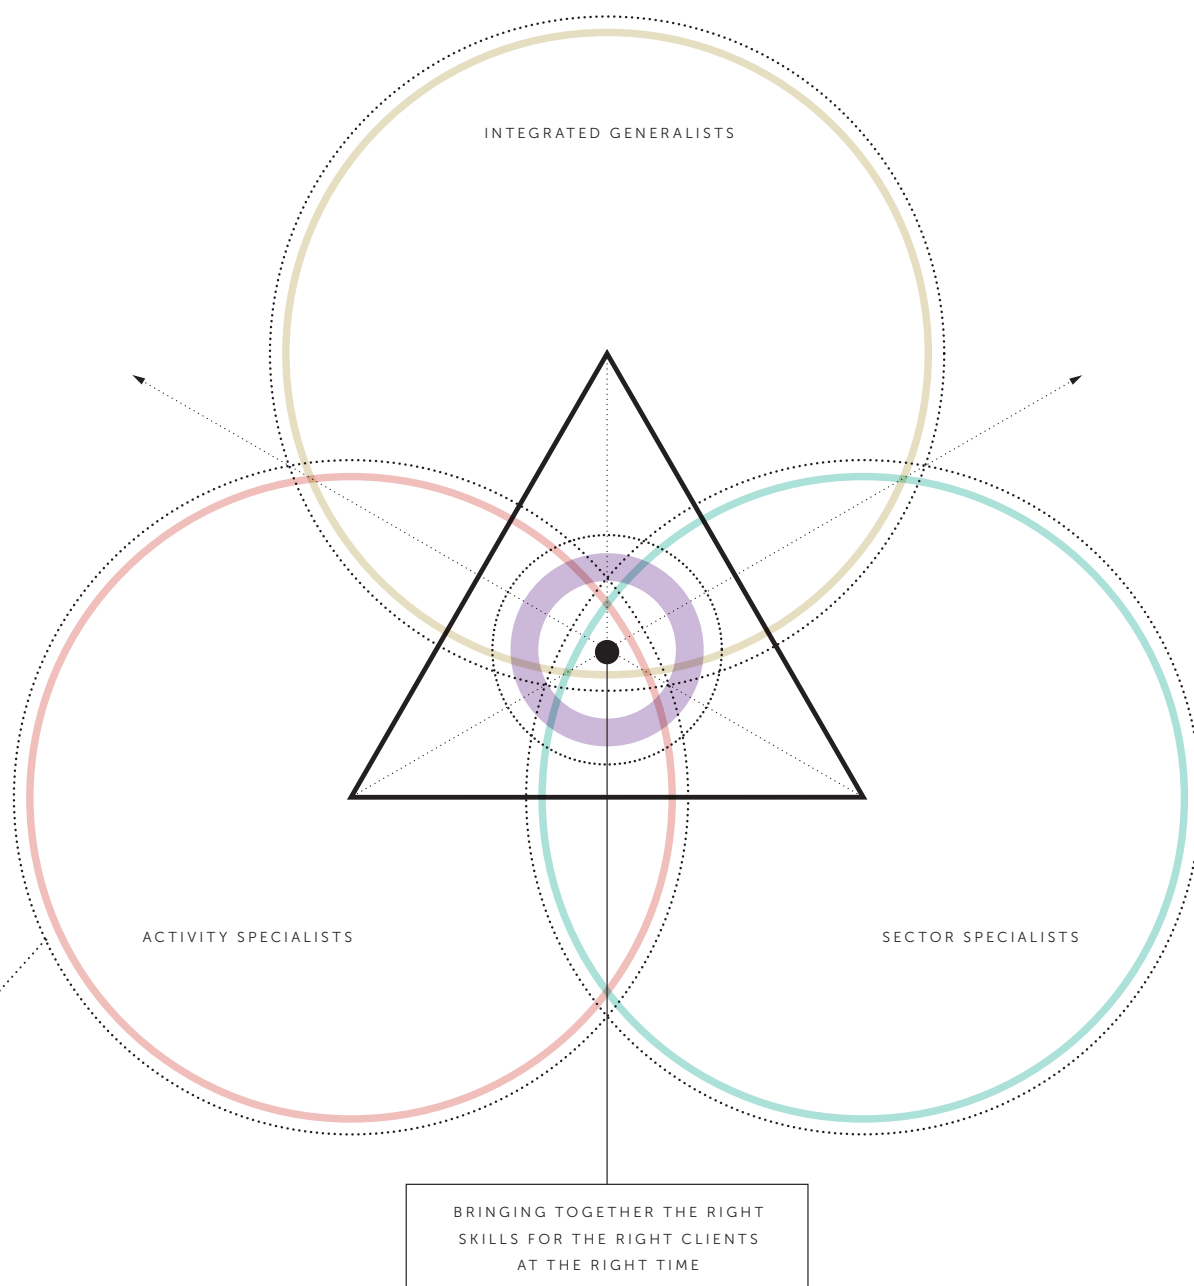 INTEGRATED GENERALISTS
ACTIVITY SPECIALISTS
SECTOR SPECIALISTS
BRINGING TOGETHER THE RIGHT
SKILLS FOR THE RIGHT CLIENTS
AT THE RIGHT TIME